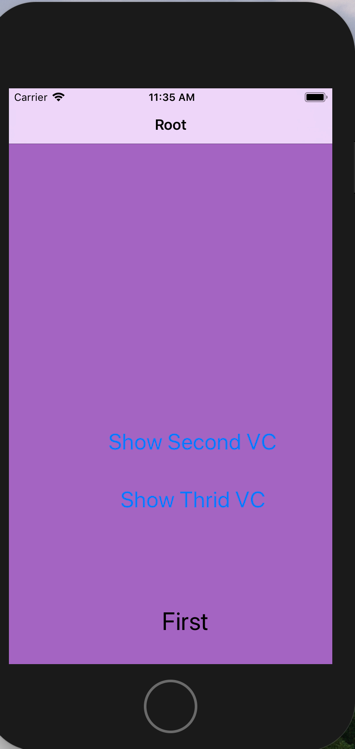 Carrier 11:35 AM
Root
Show Second VC
Show Thrid VC
First